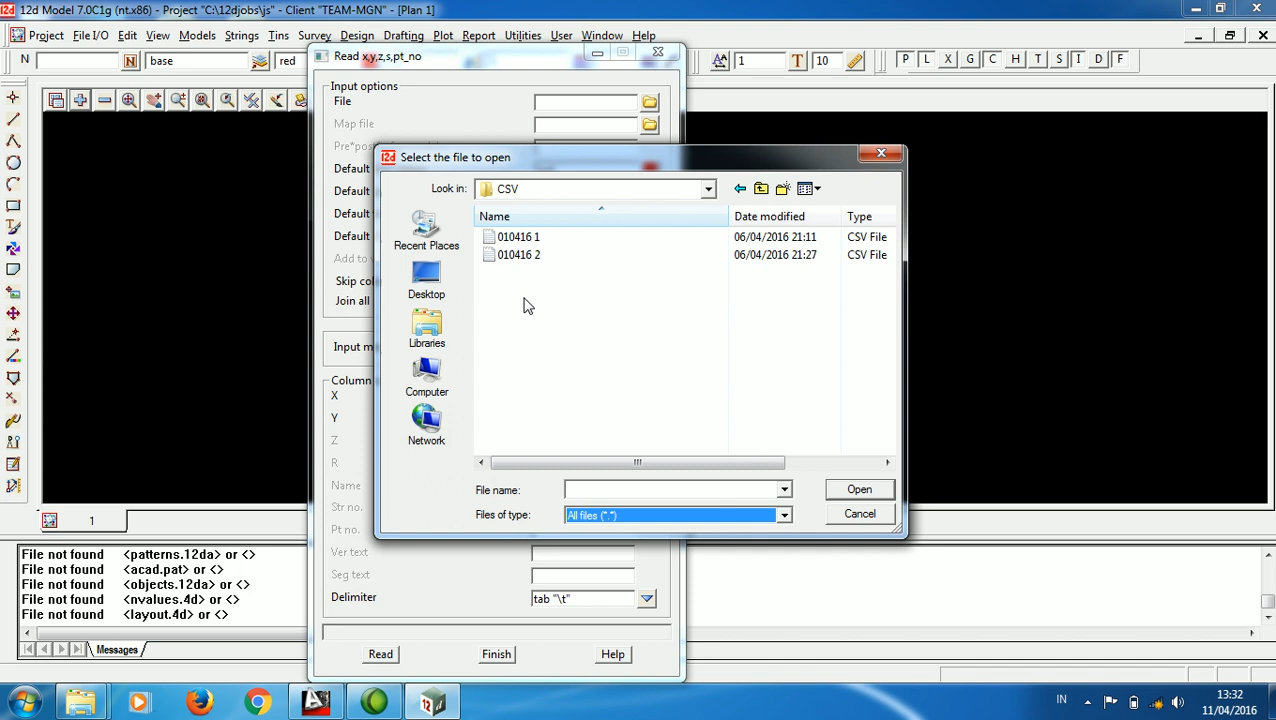 12d Model 7.0C1g (nt.x86) - Project "C:\12djobs\js" - Client "TEAM-MGN" - [Plan 1]
Project File I/O Edit View Models Strings Tins Survey Design Drafting Plot Report Utilities User Window Help
N base red 1 10 P L X G C H T S I D F
Read x,y,z,s,pt_no
Input options
File
Map file
Pre*po
Default
Default
Default
Default
Add to
Skip co
Join all
Input m
Column
X
Y
Z
R
Name
Str no.
Pt no.
Ver text
Seg text
Delimiter tab "\t"
Read Finish Help
Select the file to open
Look in: CSV
Name Date modified Type
010416 1 06/04/2016 21:11 CSV File
010416 2 06/04/2016 21:27 CSV File
Recent Places
Desktop
Libraries
Computer
Network
File name: Open
Files of type: All files (*.*) Cancel
1
File not found <patterns.12da> or <>
File not found <acad.pat> or <>
File not found <objects.12da> or <>
File not found <nvalues.4d> or <>
File not found <layout.4d> or <>
Messages
IN 13:32
11/04/2016